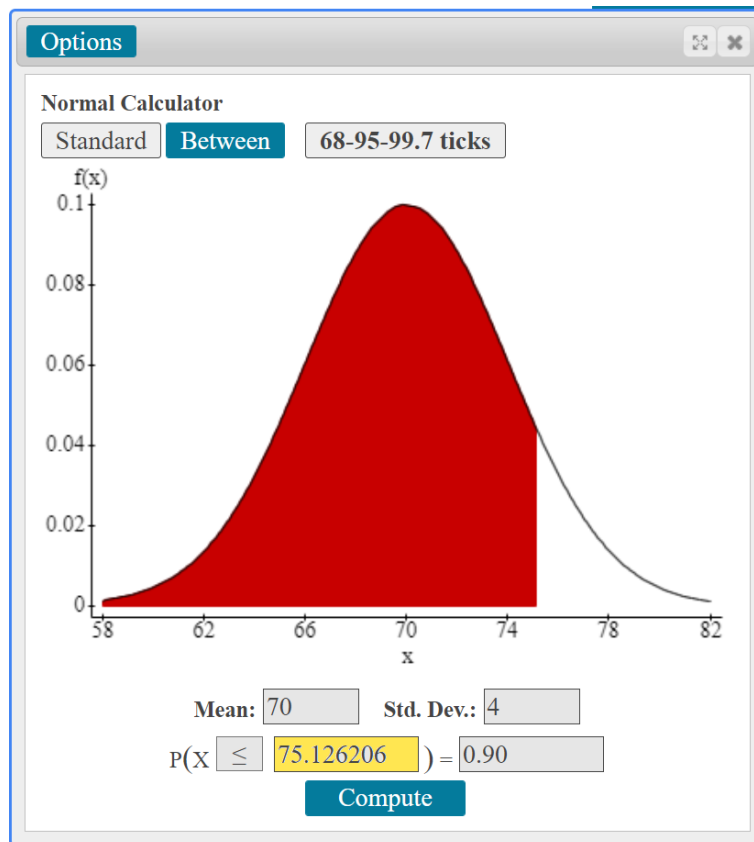 Options
Normal Calculator
Standard Between 68-95-99.7 ticks
f(x)
0.1
0.08
0.06
0.04
0.02
0
58 62 66 70 74 78 82
x
Mean: 70 Std. Dev.: 4
P(X ≤ 75.126206 ) = 0.90
Compute